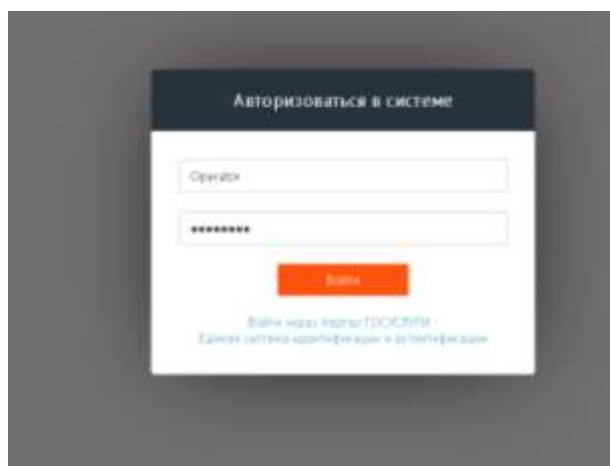 Авторизоваться в системе
Operator
••••••••
Войти
Войти через портал ГОСУСЛУГИ -
Единая система идентификации и аутентификации